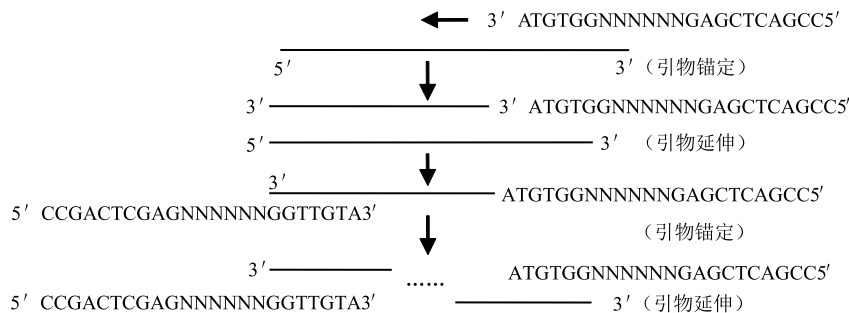 3′ ATGTGGNNNNNNGAGCTCAGCC5′
5′ 3′（引物锚定）
3′ 3′ ATGTGGNNNNNNGAGCTCAGCC5′
5′ 3′ （引物延伸）
3′ ATGTGGNNNNNNGAGCTCAGCC5′
5′ CCGACTCGAGNNNNNNGGTTGTA3′
（引物锚定）
3′ …… ATGTGGNNNNNNGAGCTCAGCC5′
5′ CCGACTCGAGNNNNNNGGTTGTA3′ 3′（引物延伸）